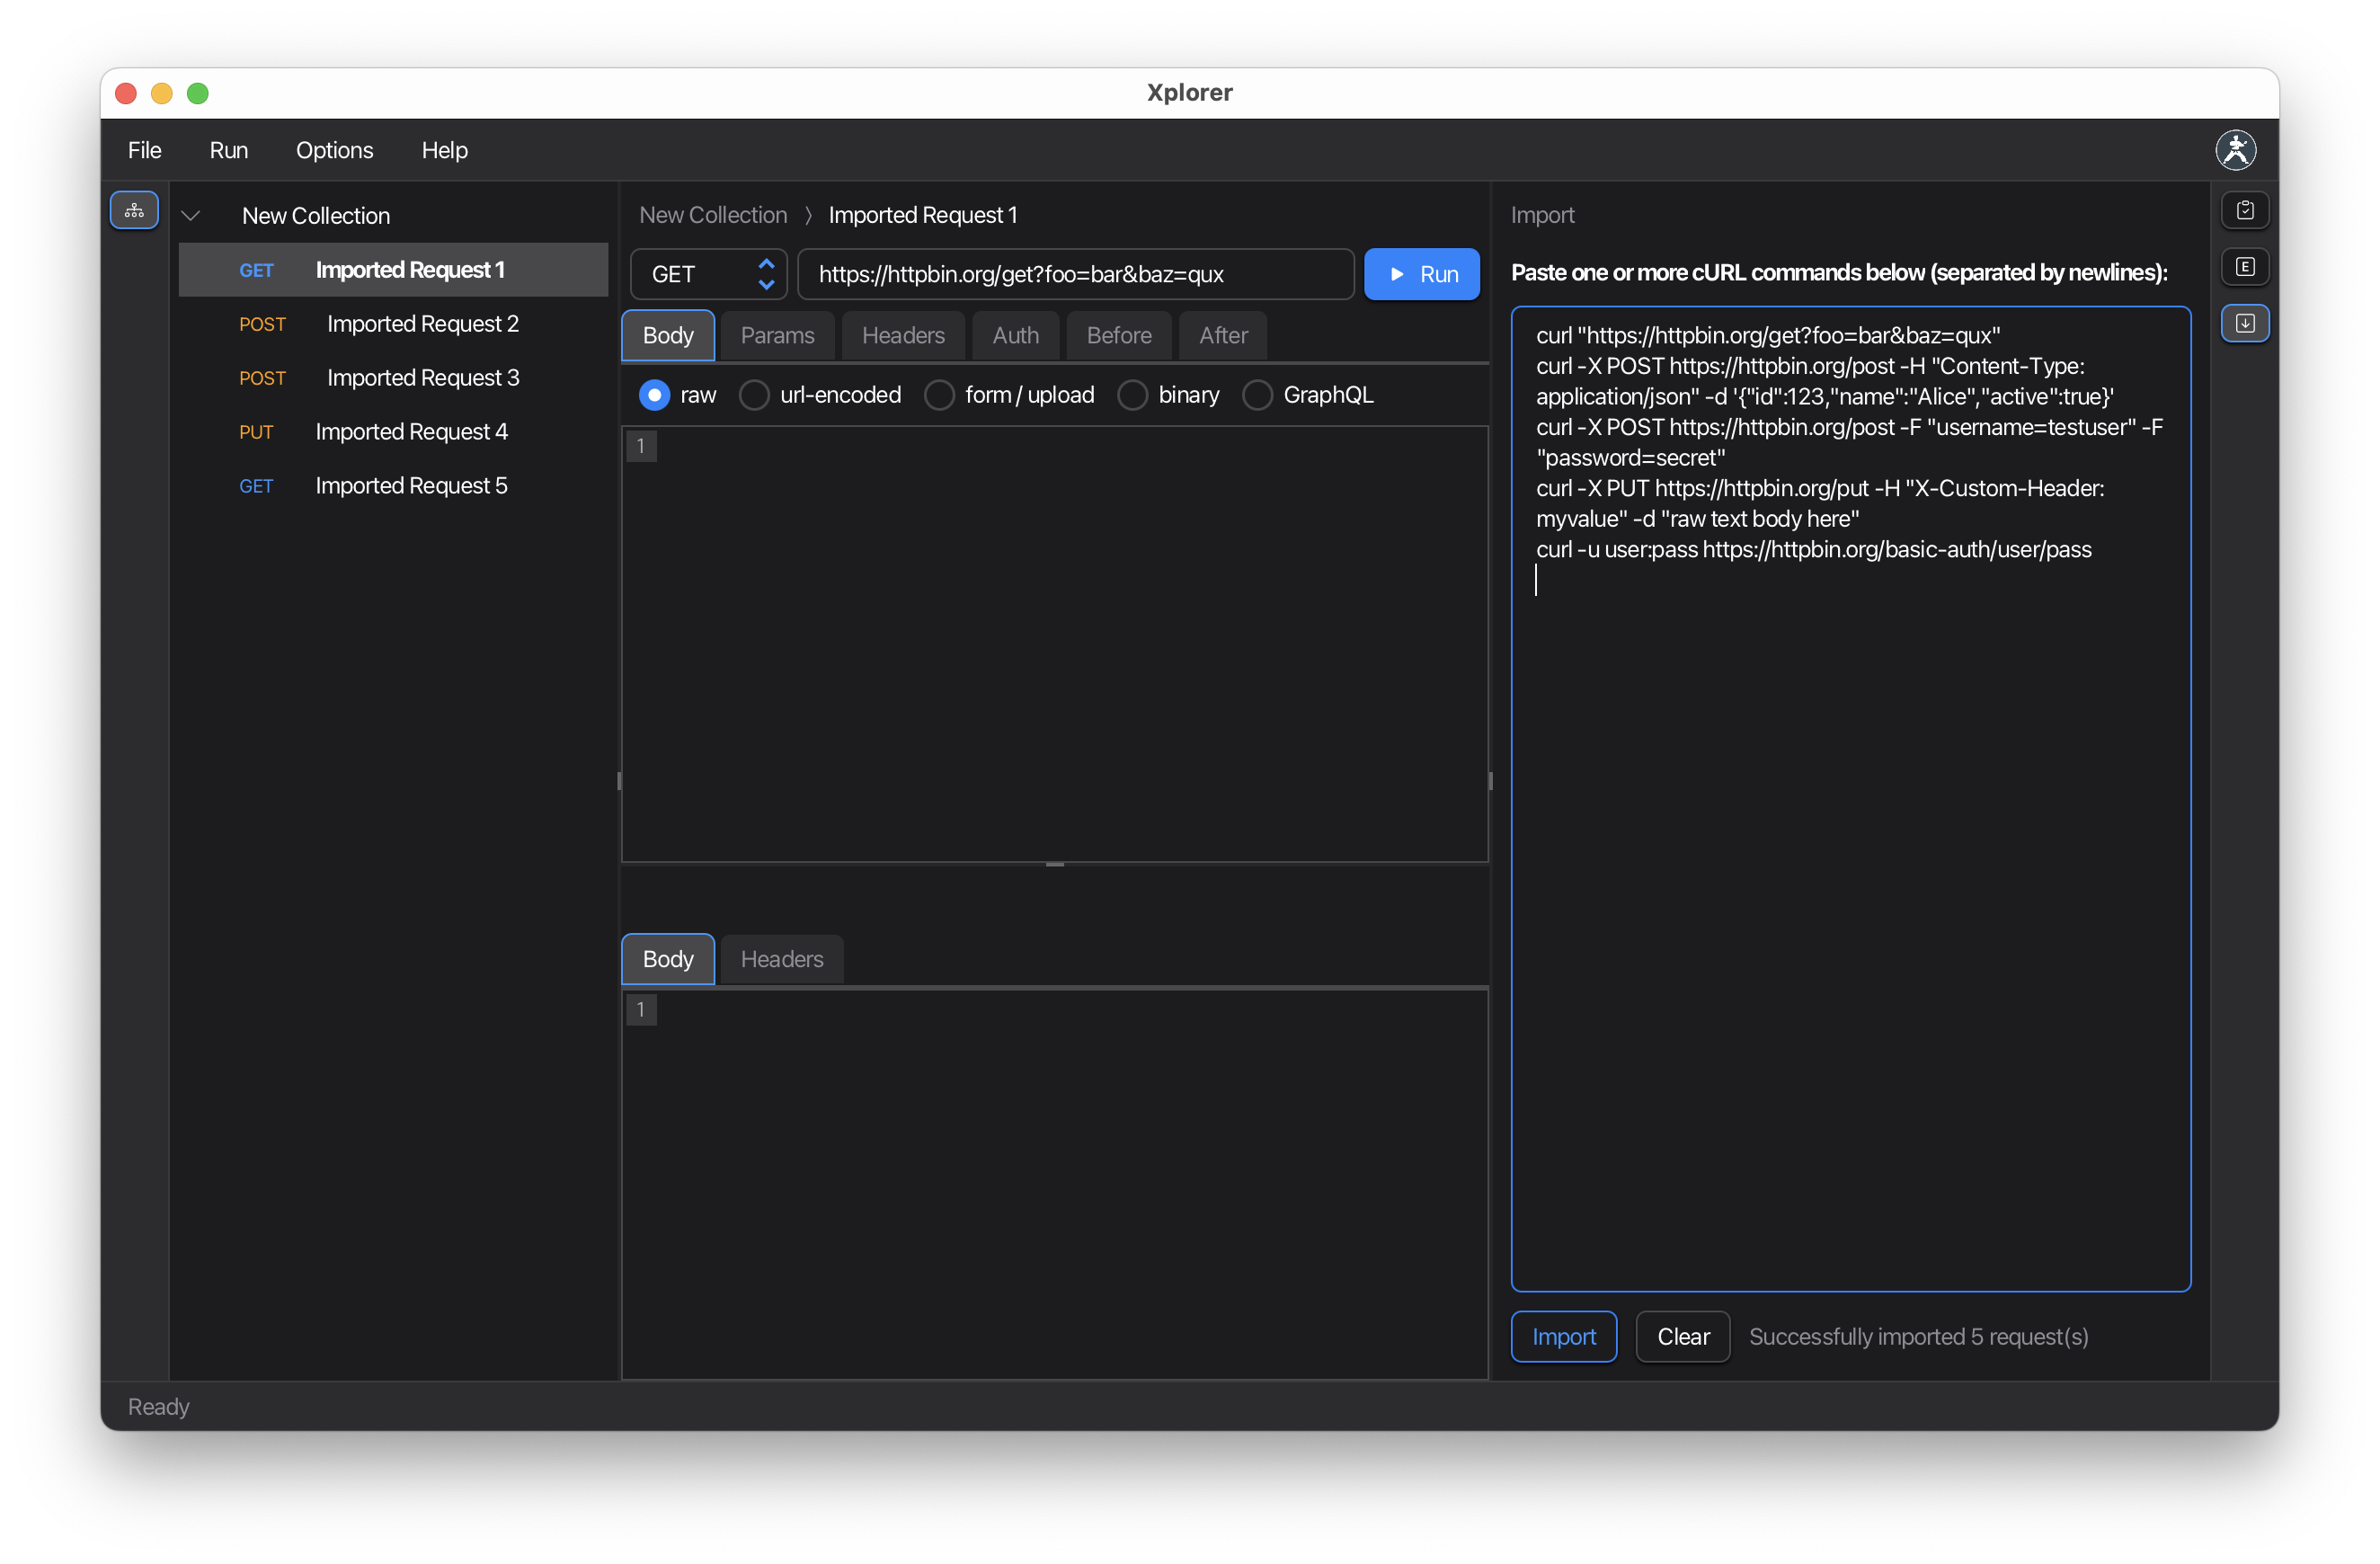 Xplorer
File Run Options Help
New Collection
GET Imported Request 1
POST Imported Request 2
POST Imported Request 3
PUT Imported Request 4
GET Imported Request 5
New Collection 〉 Imported Request 1
GET https://httpbin.org/get?foo=bar&baz=qux Run
Body Params Headers Auth Before After
raw url-encoded form / upload binary GraphQL
1
Body Headers
1
Import
Paste one or more cURL commands below (separated by newlines):
curl "https://httpbin.org/get?foo=bar&baz=qux"
curl -X POST https://httpbin.org/post -H "Content-Type:
application/json" -d '{"id":123,"name":"Alice","active":true}'
curl -X POST https://httpbin.org/post -F "username=testuser" -F
"password=secret"
curl -X PUT https://httpbin.org/put -H "X-Custom-Header:
myvalue" -d "raw text body here"
curl -u user:pass https://httpbin.org/basic-auth/user/pass
Import Clear Successfully imported 5 request(s)
E
Ready